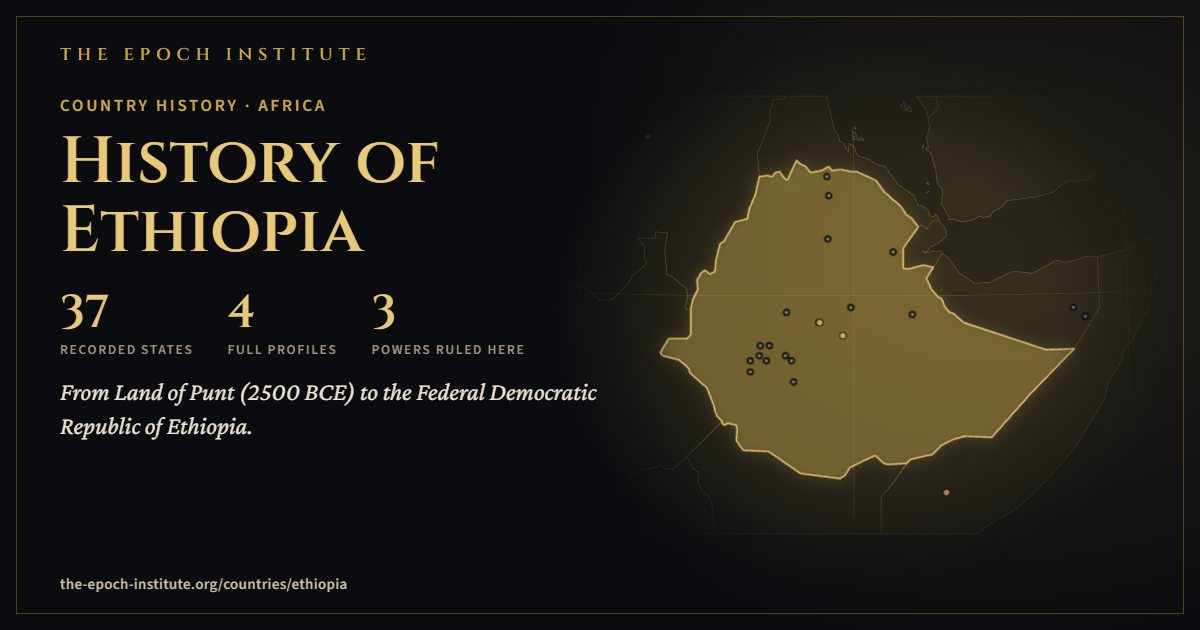 THE EPOCH INSTITUTE
COUNTRY HISTORY · AFRICA
History of
Ethiopia
37 4 3
RECORDED STATES FULL PROFILES POWERS RULED HERE
From Land of Punt (2500 BCE) to the Federal Democratic
Republic of Ethiopia.
the-epoch-institute.org/countries/ethiopia